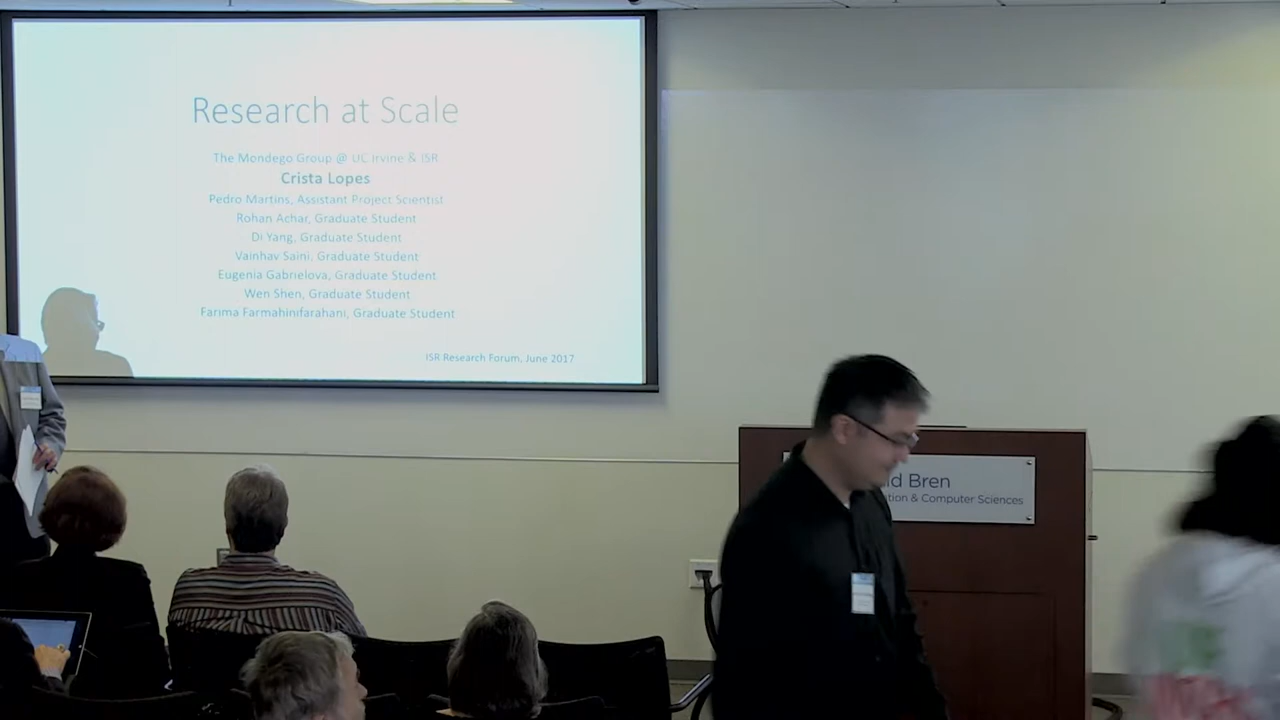 Research at Scale
The Mondego Group @ UC Irvine & ISR
Crista Lopes
Pedro Martins, Assistant Project Scientist
Rohan Achar, Graduate Student
Di Yang, Graduate Student
Vainhav Saini, Graduate Student
Eugenia Gabrielova, Graduate Student
Wen Shen, Graduate Student
Farima Farmahinifarahani, Graduate Student
ISR Research Forum, June 2017
ld Bren
tion & Computer Sciences